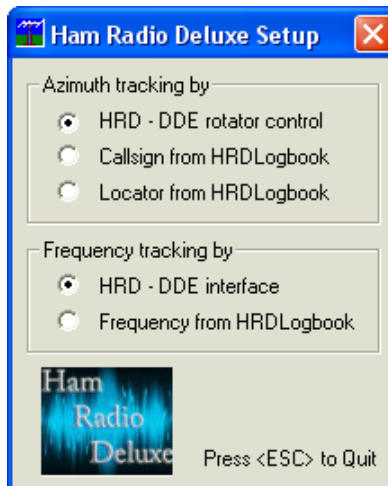 Ham Radio Deluxe Setup
Azimuth tracking by
HRD - DDE rotator control
Callsign from HRDLogbook
Locator from HRDLogbook
Frequency tracking by
HRD - DDE interface
Frequency from HRDLogbook
Ham
Radio
Deluxe
Press <ESC> to Quit